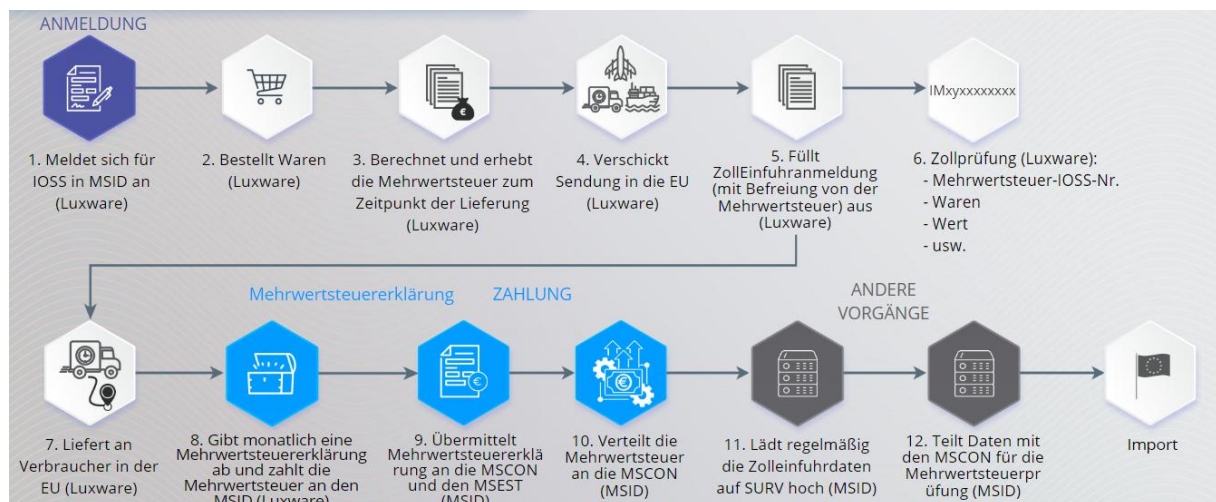 ANMELDUNG
IMxyxxxxxxxx
1. Meldet sich für
IOSS in MSID an
(Luxware)
2. Bestellt Waren
(Luxware)
3. Berechnet und erhebt
die Mehrwertsteuer zum
Zeitpunkt der Lieferung
(Luxware)
4. Verschickt
Sendung in die EU
(Luxware)
5. Füllt
ZollEinfuhranmeldung
(mit Befreiung von der
Mehrwertsteuer) aus
(Luxware)
6. Zollprüfung (Luxware):
- Mehrwertsteuer-IOSS-Nr.
- Waren
- Wert
- usw.
Mehrwertsteuererklärung
ZAHLUNG
ANDERE
VORGÄNGE
7. Liefert an
Verbraucher in der
EU (Luxware)
8. Gibt monatlich eine
Mehrwertsteuererklärung
ab und zahlt die
Mehrwertsteuer an den
MSID (Luxware)
9. Übermittelt
Mehrwertsteuererklä
rung an die MSCON
und den MSEST
(MSID)
10. Verteilt die
Mehrwertsteuer
an die MSCON
(MSID)
11. Lädt regelmäßig
die Zolleinfuhrdaten
auf SURV hoch (MSID)
12. Teilt Daten mit
den MSCON für die
Mehrwertsteuerpr
üfung (MSID)
Import